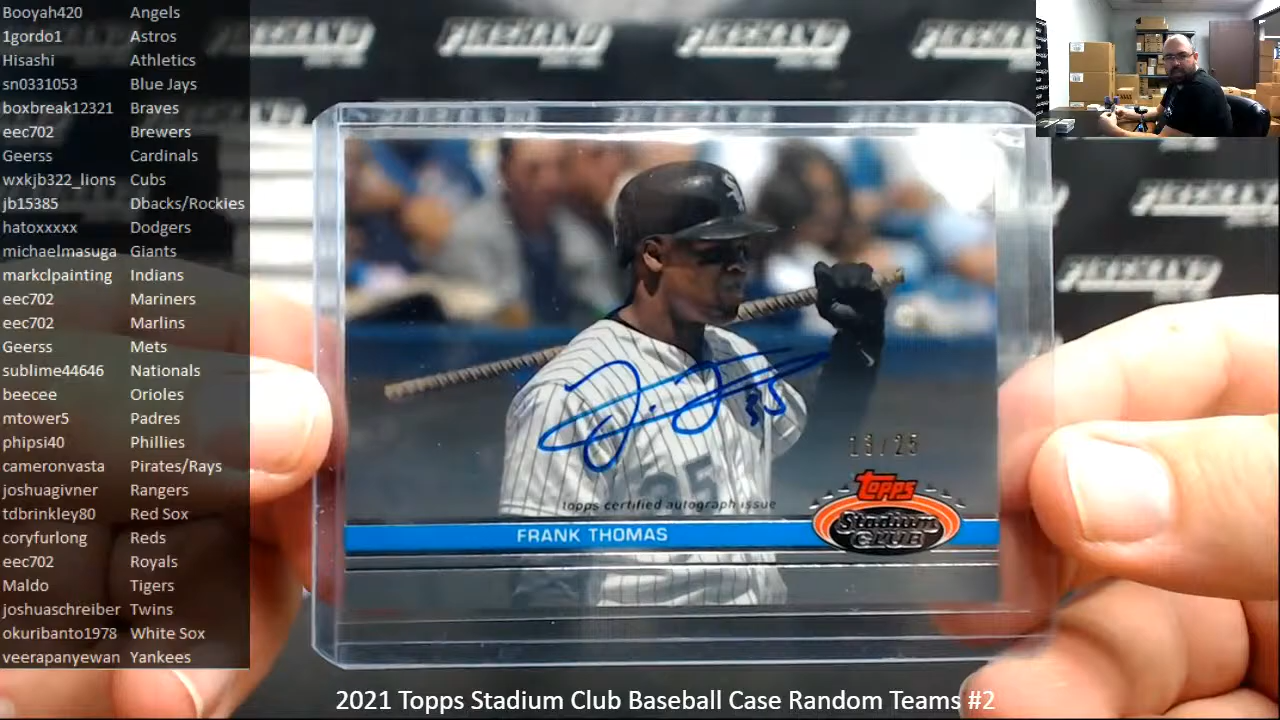 Booyah420 Angels
1gordo1 Astros
Hisashi Athletics
sn0331053 Blue Jays
boxbreak12321 Braves
eec702 Brewers
Geerss Cardinals
wxkjb322_lions Cubs
jb15385 Dbacks/Rockies
hatoxxxxx Dodgers
michaelmasuga Giants
markclpainting Indians
eec702 Mariners
eec702 Marlins
Geerss Mets
sublime44646 Nationals
beecee Orioles
mtower5 Padres
phipsi40 Phillies
cameronvasta Pirates/Rays
joshuagivner Rangers
tdbrinkley80 Red Sox
coryfurlong Reds
eec702 Royals
Maldo Tigers
joshuaschreiber Twins
okuribanto1978 White Sox
veerapanyewan Yankees
35
35
topps certified autograph issue
topps
Stadium
CLUB
FRANK THOMAS
2021 Topps Stadium Club Baseball Case Random Teams #2